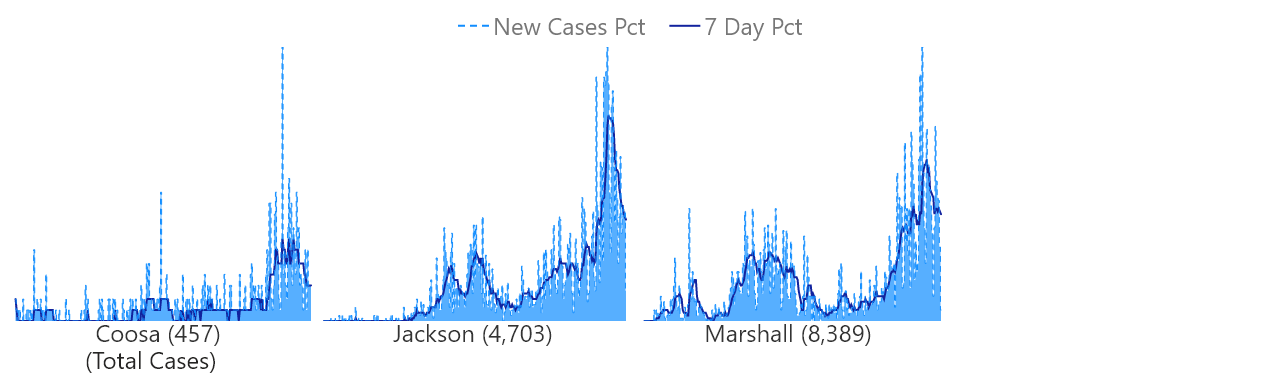 New Cases Pct 7 Day Pct
Coosa (457) Jackson (4,703) Marshall (8,389)
(Total Cases)